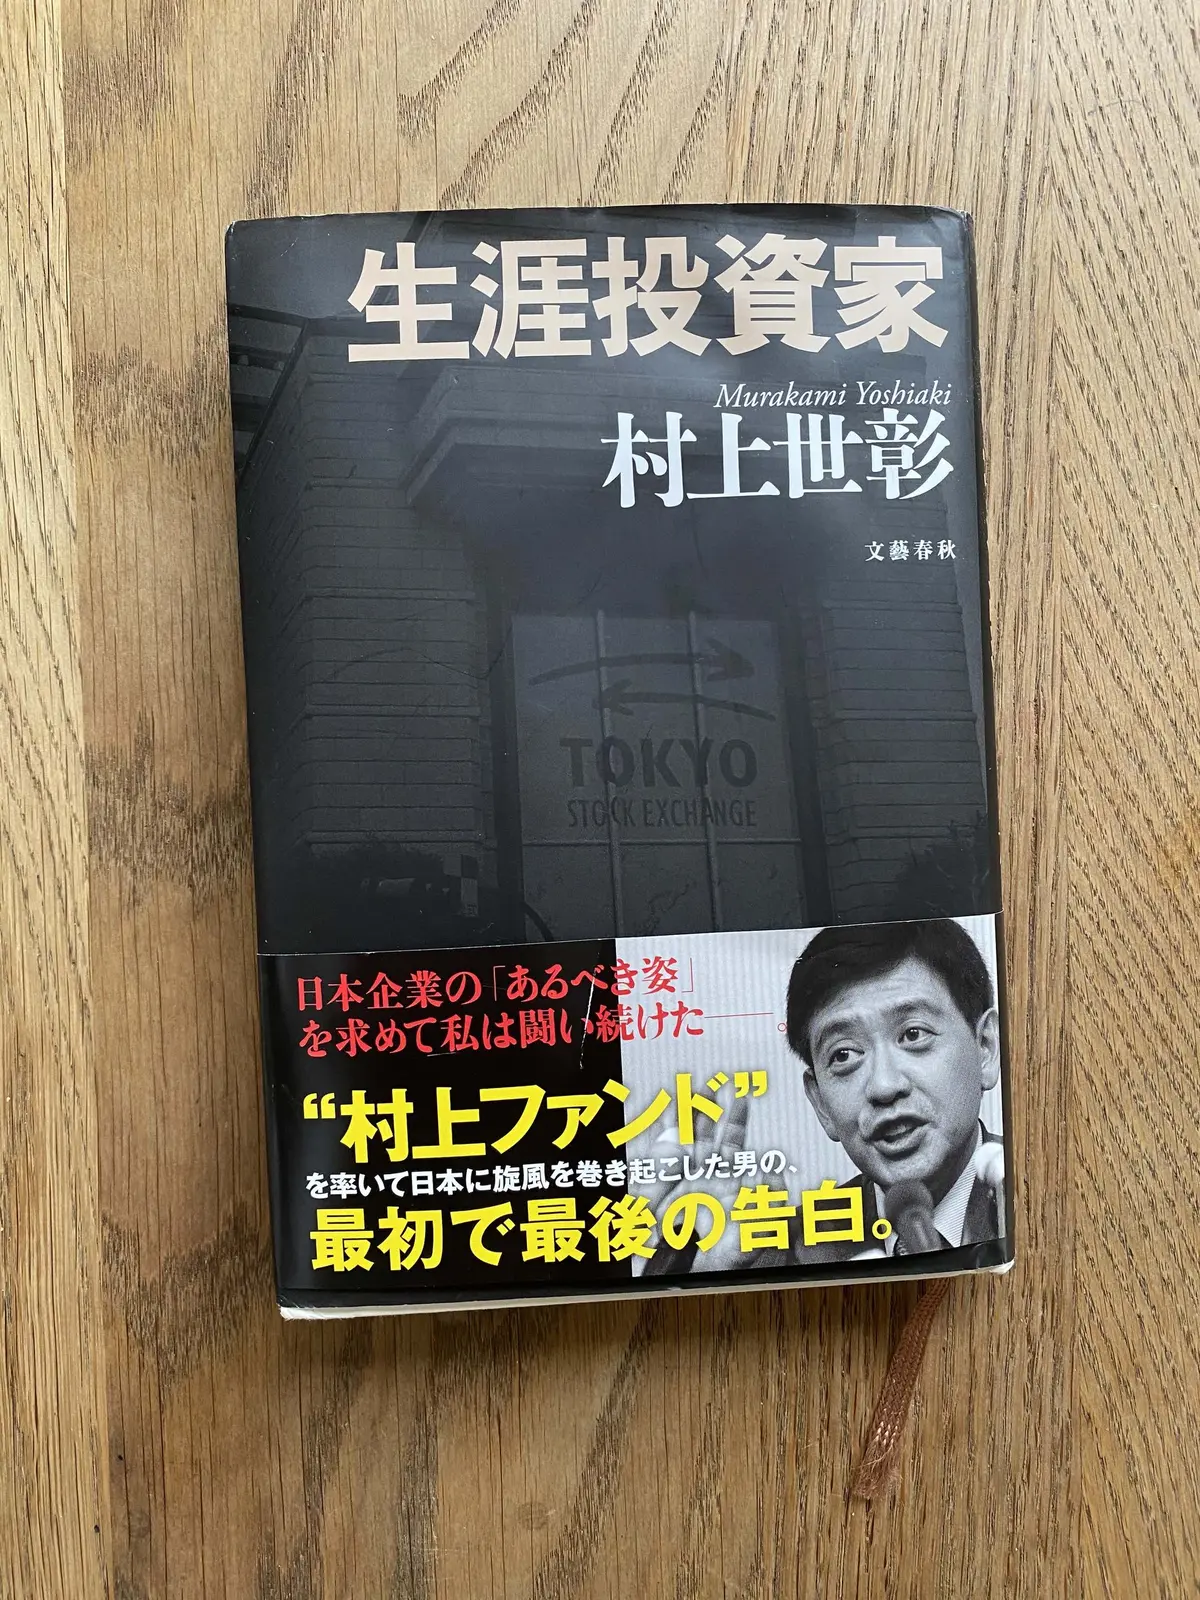 生涯投資家
Murakami Yoshiaki
村上世彰
文藝春秋
TOKYO
STOCK EXCHANGE
日本企業の「あるべき姿」
を求めて私は闘い続けた――。
“村上ファンド”
を率いて日本に旋風を巻き起こした男の、
最初で最後の告白。